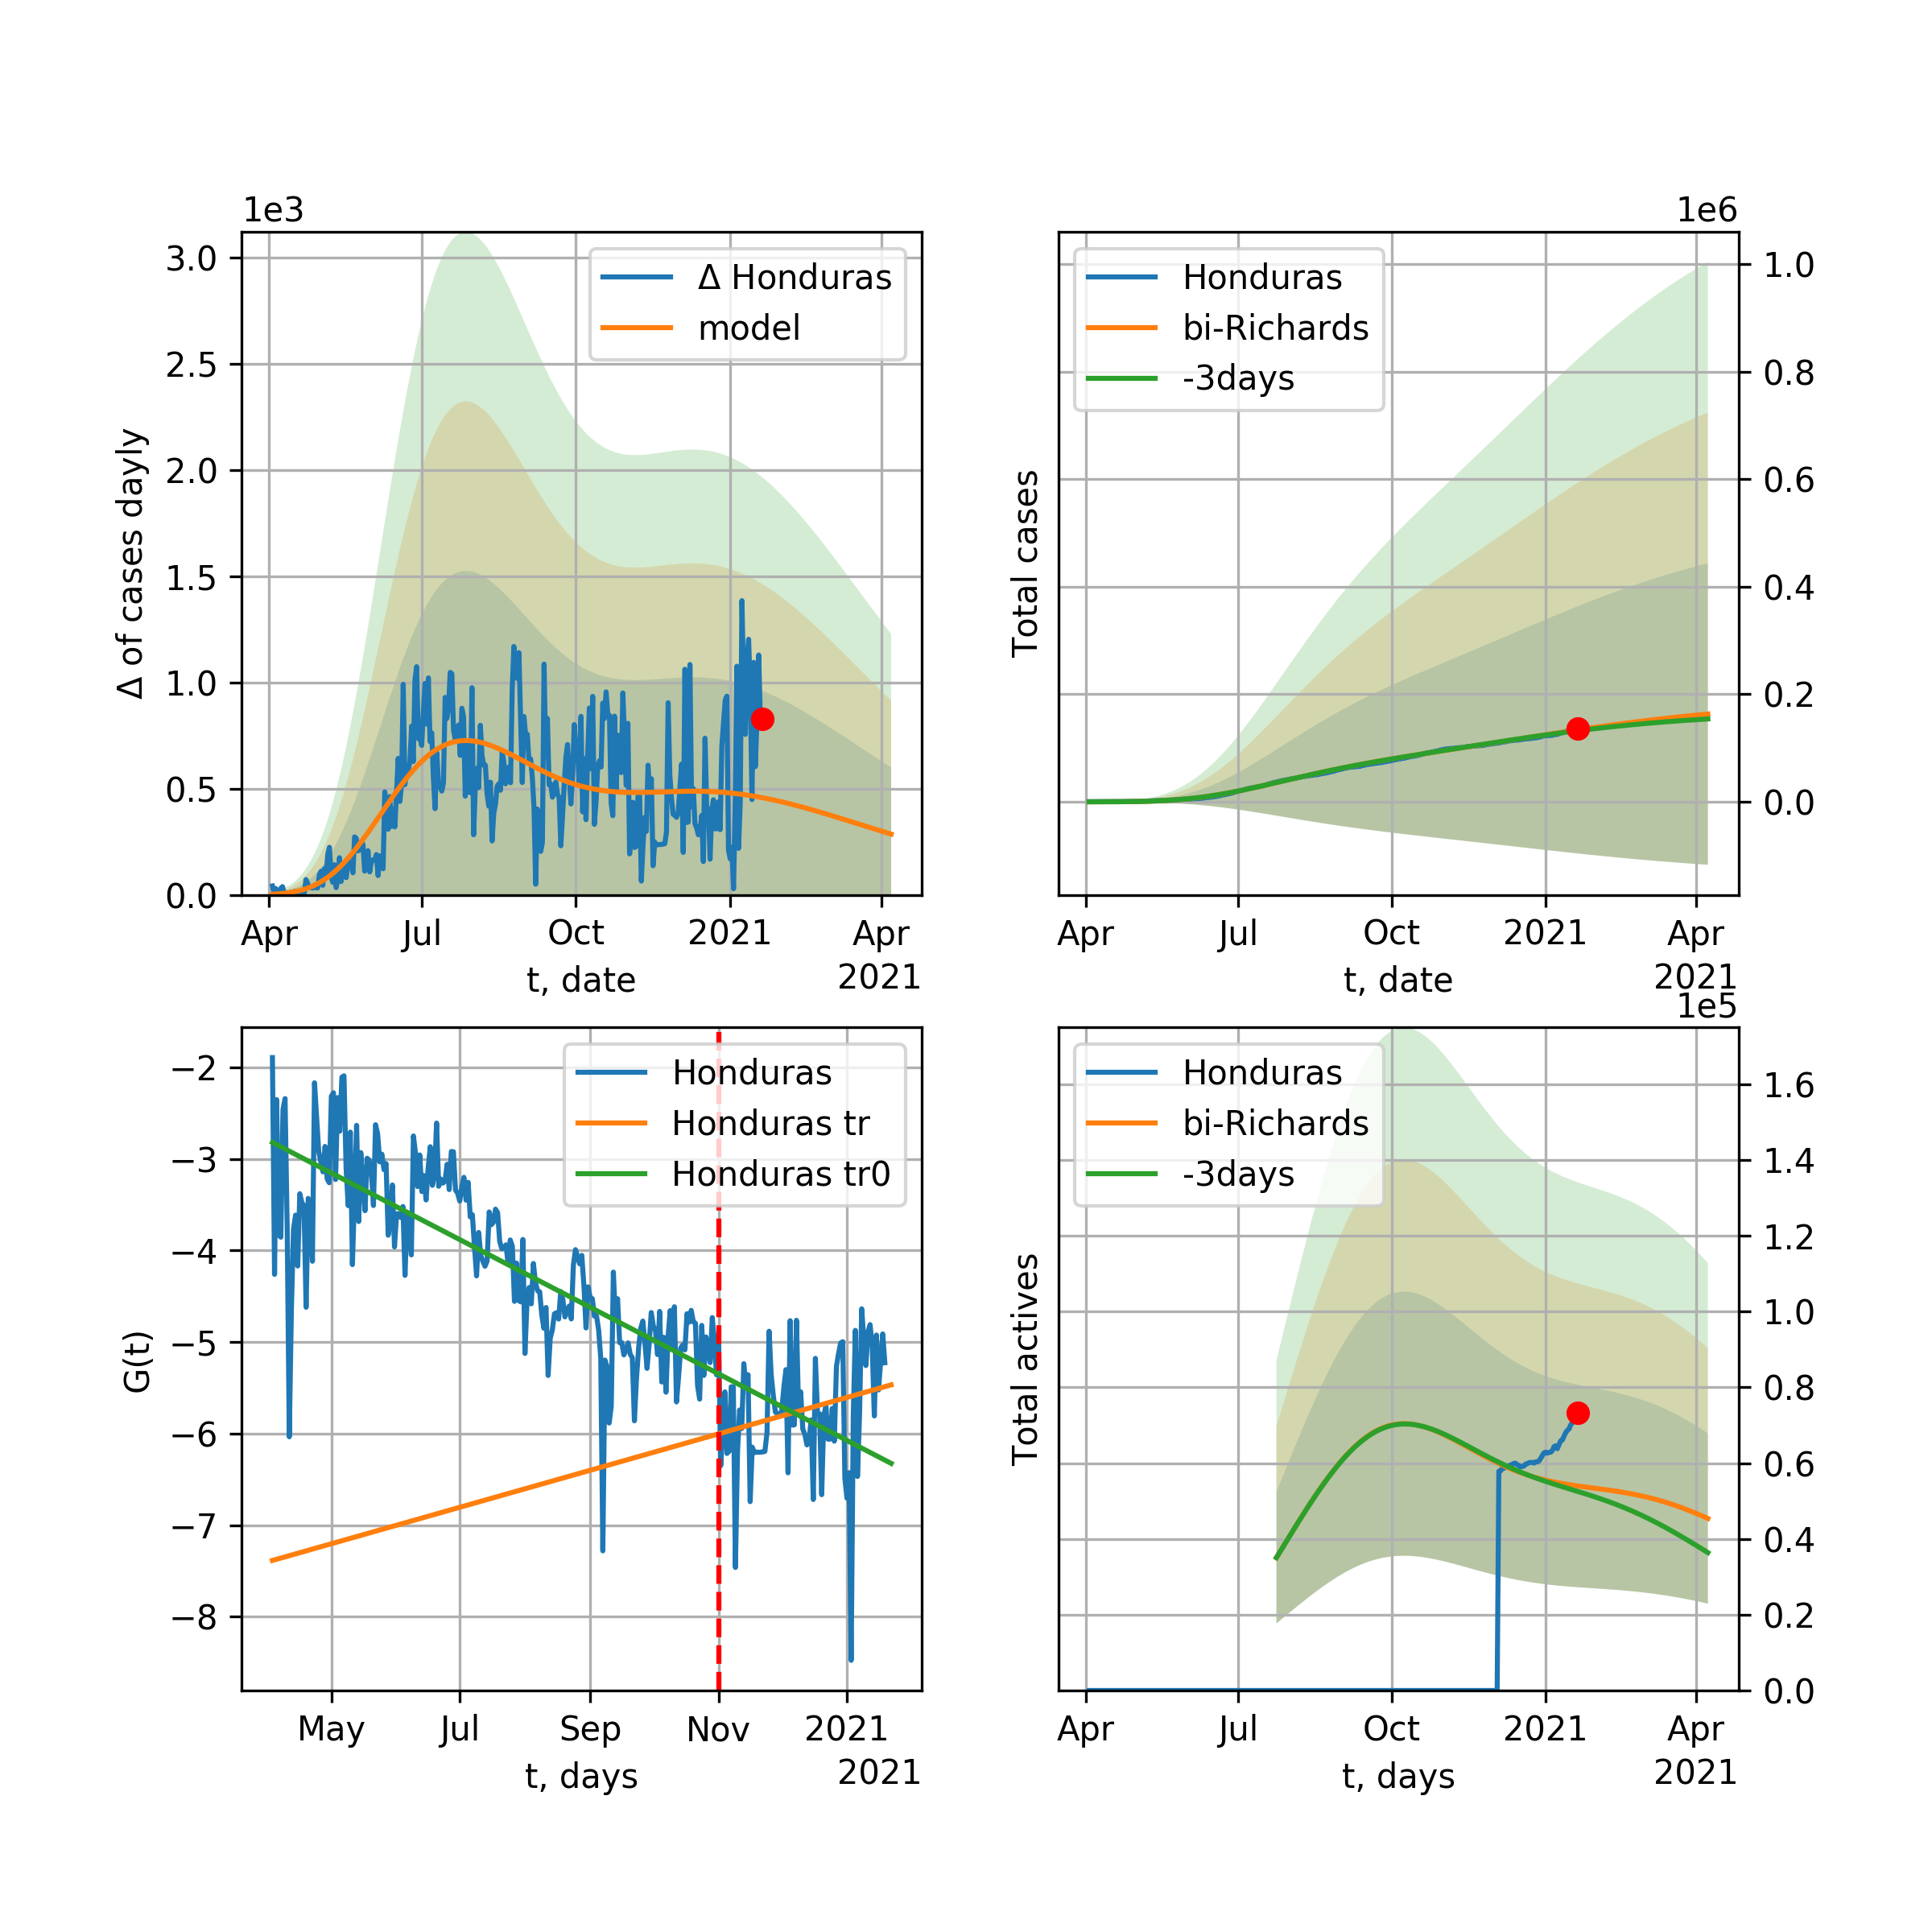 1e3
3.0
2.5
2.0
1.5
1.0
0.5
0.0
Δ of cases dayly
Δ Honduras
model
Apr
Jul
Oct
2021
Apr
2021
t, date
1e6
1.0
0.8
0.6
0.4
0.2
0.0
Total cases
Honduras
bi-Richards
-3days
Apr
Jul
Oct
2021
Apr
2021
t, date
−2
−3
−4
−5
−6
−7
−8
G(t)
Honduras
Honduras tr
Honduras tr0
May
Jul
Sep
Nov
2021
2021
t, days
1e5
1.6
1.4
1.2
1.0
0.8
0.6
0.4
0.2
0.0
Total actives
Honduras
bi-Richards
-3days
Apr
Jul
Oct
2021
Apr
2021
t, days